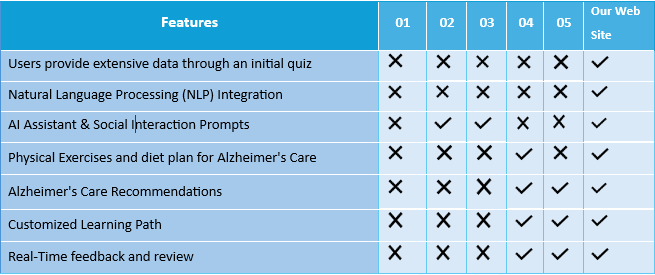 Features 01 02 03 04 05 Our Web Site
Users provide extensive data through an initial quiz ✕ ✕ ✕ ✕ ✕ ✓
Natural Language Processing (NLP) Integration ✕ ✕ ✕ ✕ ✕ ✓
AI Assistant & Social Interaction Prompts ✕ ✓ ✓ ✕ ✕ ✓
Physical Exercises and diet plan for Alzheimer's Care ✕ ✕ ✕ ✓ ✕ ✓
Alzheimer's Care Recommendations ✕ ✕ ✕ ✓ ✓ ✓
Customized Learning Path ✕ ✕ ✕ ✓ ✓ ✓
Real-Time feedback and review ✕ ✕ ✕ ✓ ✓ ✓